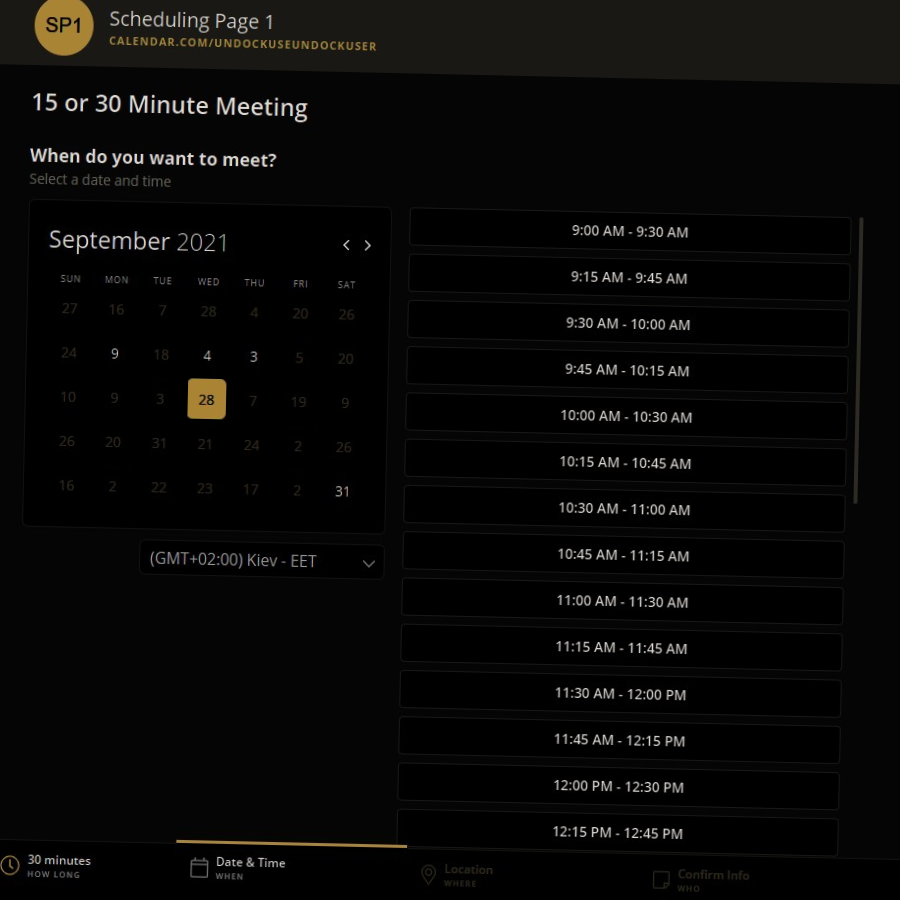 SP1
Scheduling Page 1
CALENDAR.COM/UNDOCKUSEUNDOCKUSER
15 or 30 Minute Meeting
When do you want to meet?
Select a date and time
September 2021
SUN MON TUE WED THU FRI SAT
27 16 7 28 4 20 26
24 9 18 4 3 5 20
10 9 3 28 7 19 9
26 20 31 21 24 2 26
16 2 22 23 17 2 31
(GMT+02:00) Kiev - EET
9:00 AM - 9:30 AM
9:15 AM - 9:45 AM
9:30 AM - 10:00 AM
9:45 AM - 10:15 AM
10:00 AM - 10:30 AM
10:15 AM - 10:45 AM
10:30 AM - 11:00 AM
10:45 AM - 11:15 AM
11:00 AM - 11:30 AM
11:15 AM - 11:45 AM
11:30 AM - 12:00 PM
11:45 AM - 12:15 PM
12:00 PM - 12:30 PM
12:15 PM - 12:45 PM
30 minutes
HOW LONG
Date & Time
WHEN
Location
WHERE
Confirm Info
WHO